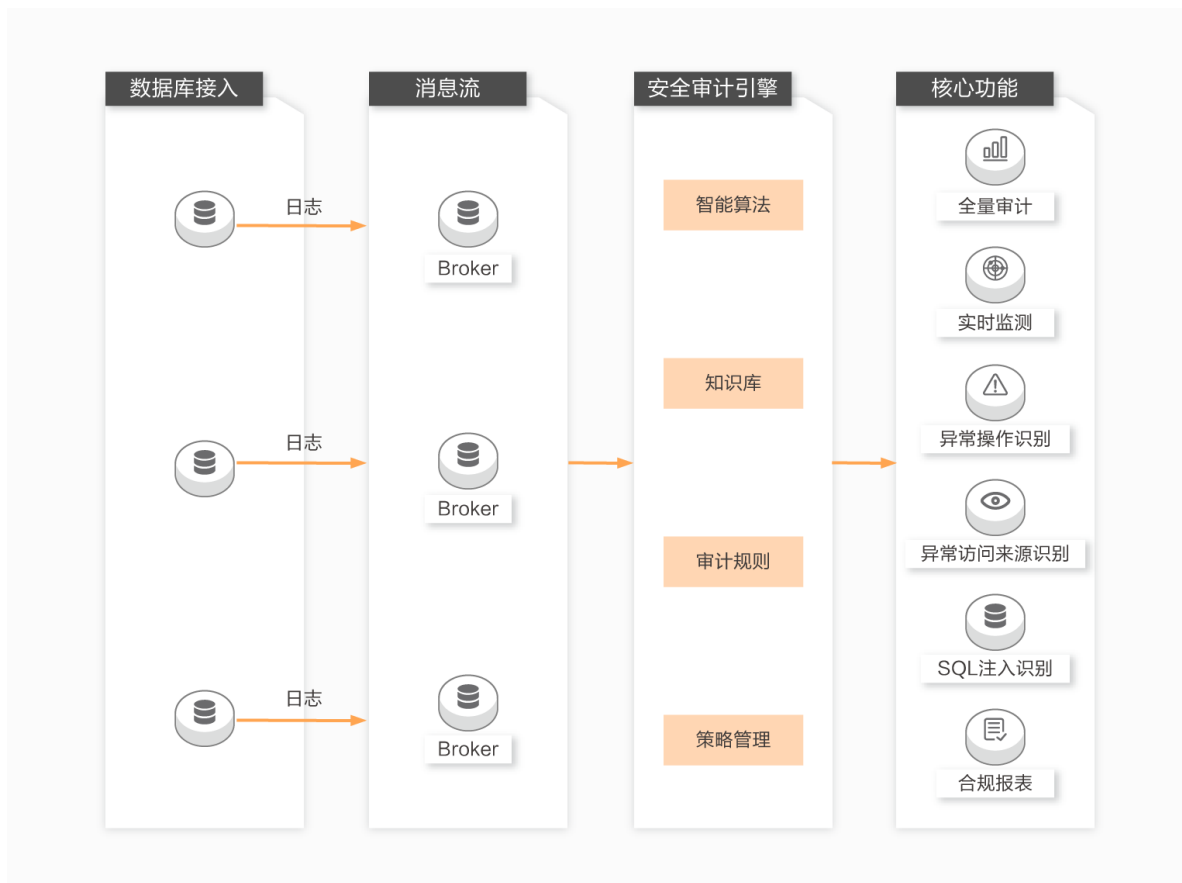 数据库接入
日志
日志
日志
消息流
Broker
Broker
Broker
安全审计引擎
智能算法
知识库
审计规则
策略管理
核心功能
全量审计
实时监测
异常操作识别
异常访问来源识别
SQL注入识别
合规报表